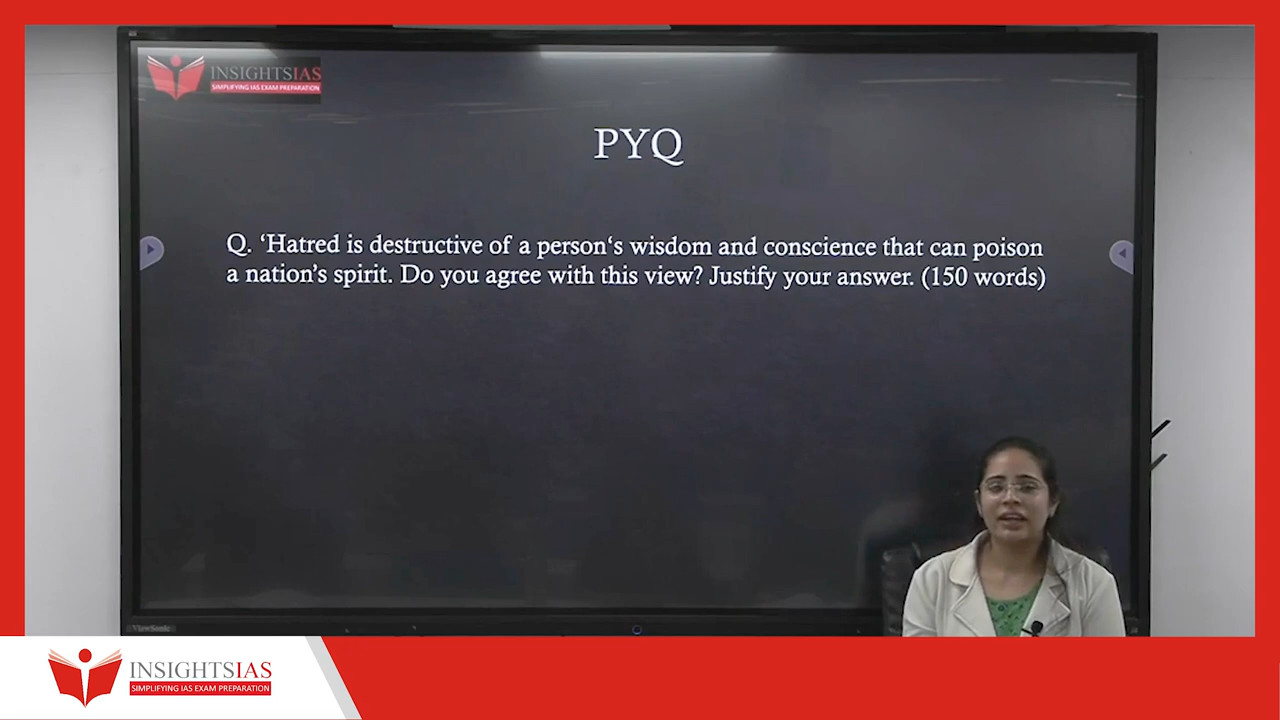 INSIGHTSIAS
SIMPLIFYING IAS EXAM PREPARATION
PYQ
Q. ‘Hatred is destructive of a person‘s wisdom and conscience that can poison
a nation’s spirit. Do you agree with this view? Justify your answer. (150 words)
ViewSonic
INSIGHTSIAS
SIMPLIFYING IAS EXAM PREPARATION